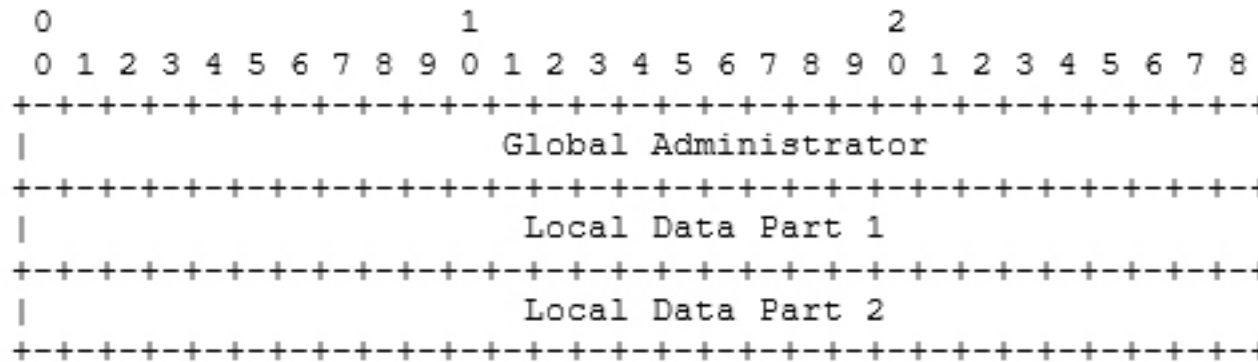 0                   1                   2
 0 1 2 3 4 5 6 7 8 9 0 1 2 3 4 5 6 7 8 9 0 1 2 3 4 5 6 7 8
+-+-+-+-+-+-+-+-+-+-+-+-+-+-+-+-+-+-+-+-+-+-+-+-+-+-+-+-+-+
|                      Global Administrator
+-+-+-+-+-+-+-+-+-+-+-+-+-+-+-+-+-+-+-+-+-+-+-+-+-+-+-+-+-+
|                       Local Data Part 1
+-+-+-+-+-+-+-+-+-+-+-+-+-+-+-+-+-+-+-+-+-+-+-+-+-+-+-+-+-+
|                       Local Data Part 2
+-+-+-+-+-+-+-+-+-+-+-+-+-+-+-+-+-+-+-+-+-+-+-+-+-+-+-+-+-+